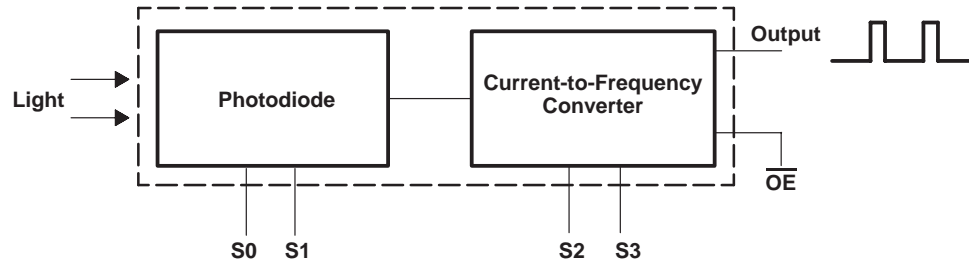 Light
Photodiode
Current-to-Frequency
Converter
Output
OE
S0
S1
S2
S3